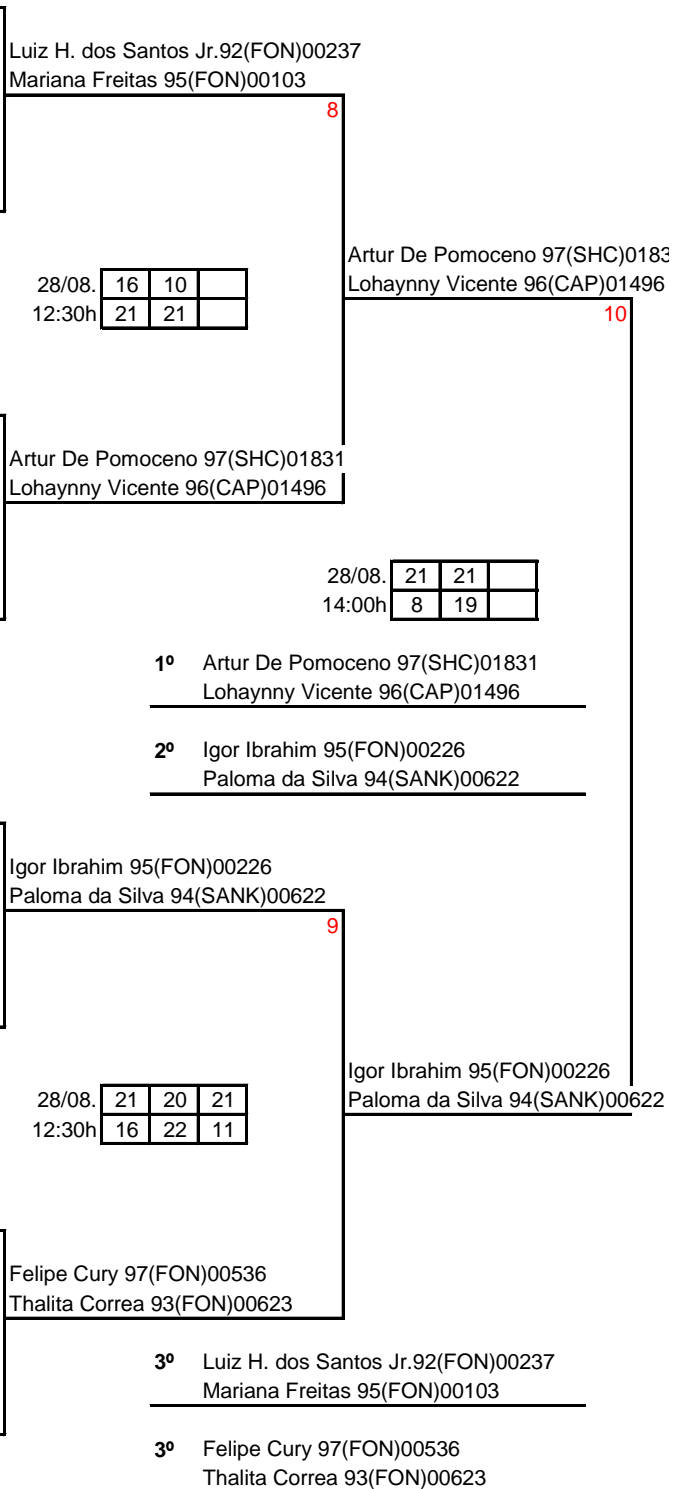 Luiz H. dos Santos Jr.92(FON)00237
Mariana Freitas 95(FON)00103
8
Artur De Pomoceno 97(SHC)0183
28/08. 16 10
Lohaynny Vicente 96(CAP)01496
12:30h 21 21
10
Artur De Pomoceno 97(SHC)01831
Lohaynny Vicente 96(CAP)01496
28/08. 21 21
14:00h 8 19
1º Artur De Pomoceno 97(SHC)01831
Lohaynny Vicente 96(CAP)01496
2º Igor Ibrahim 95(FON)00226
Paloma da Silva 94(SANK)00622
Igor Ibrahim 95(FON)00226
Paloma da Silva 94(SANK)00622
9
Igor Ibrahim 95(FON)00226
28/08. 21 20 21
Paloma da Silva 94(SANK)00622
12:30h 16 22 11
Felipe Cury 97(FON)00536
Thalita Correa 93(FON)00623
3º Luiz H. dos Santos Jr.92(FON)00237
Mariana Freitas 95(FON)00103
3º Felipe Cury 97(FON)00536
Thalita Correa 93(FON)00623